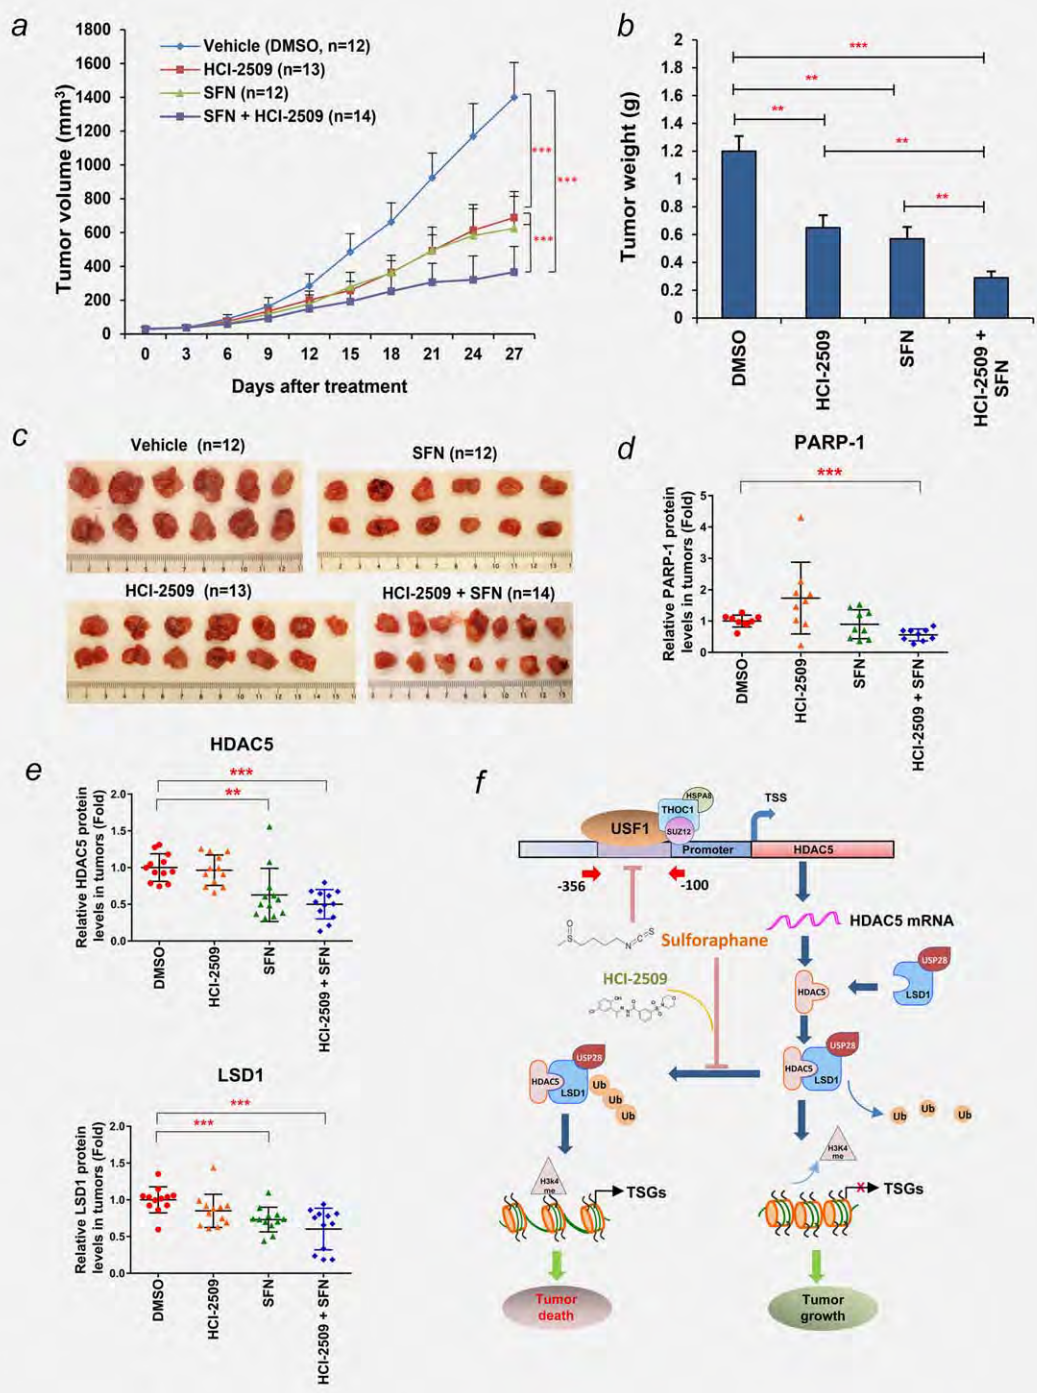 a
1800
1600
1400
1200
1000
800
600
400
200
0
Tumor volume (mm3)
Vehicle (DMSO, n=12)
HCI-2509 (n=13)
SFN (n=12)
SFN + HCI-2509 (n=14)
***
***
***
0 3 6 9 12 15 18 21 24 27
Days after treatment
b
2
1.8
1.6
1.4
1.2
1
0.8
0.6
0.4
0.2
0
Tumor weight (g)
***
**
**
**
**
DMSO
HCI-2509
SFN
HCI-2509 +
SFN
c
Vehicle (n=12)
SFN (n=12)
HCI-2509 (n=13)
HCI-2509 + SFN (n=14)
d
PARP-1
***
5
4
3
2
1
0
Relative PARP-1 protein
levels in tumors (Fold)
DMSO
HCI-2509
SFN
HCI-2509 + SFN
e
HDAC5
***
**
2.0
1.5
1.0
0.5
0.0
Relative HDAC5 protein
levels in tumors (Fold)
DMSO
HCI-2509
SFN
HCI-2509 + SFN
LSD1
***
***
2.0
1.5
1.0
0.5
0.0
Relative LSD1 protein
levels in tumors (Fold)
DMSO
HCI-2509
SFN
HCI-2509 + SFN
f
HSPA8
THOC1
USF1
SUZ12
TSS
Promoter
HDAC5
-356
-100
HDAC5 mRNA
Sulforaphane
HCI-2509
USP28
LSD1
HDAC5
USP28
HDAC5
LSD1
USP28
HDAC5
LSD1
Ub
Ub
Ub
Ub
Ub
Ub
H3K4
me
H3k4
me
TSGs
X
TSGs
Tumor
death
Tumor
growth